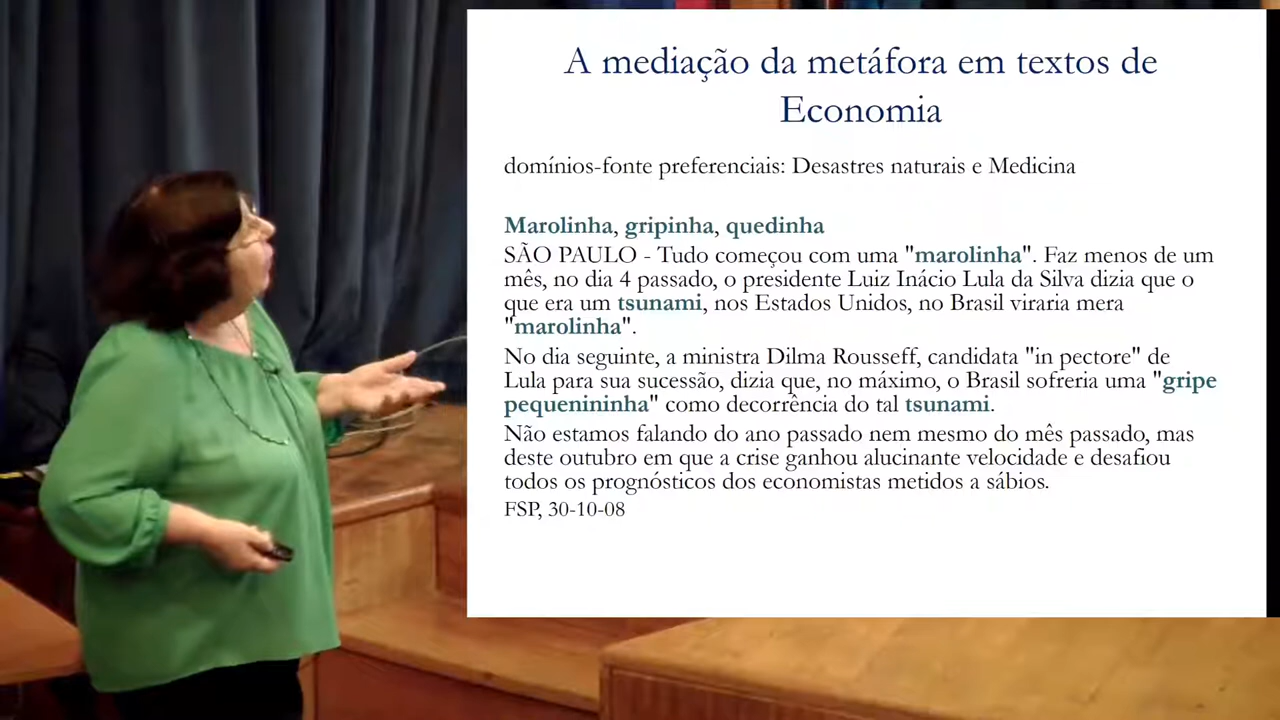 A mediação da metáfora em textos de
Economia
domínios-fonte preferenciais: Desastres naturais e Medicina
Marolinha, gripinha, quedinha
SÃO PAULO - Tudo começou com uma "marolinha". Faz menos de um
mês, no dia 4 passado, o presidente Luiz Inácio Lula da Silva dizia que o
que era um tsunami, nos Estados Unidos, no Brasil viraria mera
"marolinha".
No dia seguinte, a ministra Dilma Rousseff, candidata "in pectore" de
Lula para sua sucessão, dizia que, no máximo, o Brasil sofreria uma "gripe
pequenininha" como decorrência do tal tsunami.
Não estamos falando do ano passado nem mesmo do mês passado, mas
deste outubro em que a crise ganhou alucinante velocidade e desafiou
todos os prognósticos dos economistas metidos a sábios.
FSP, 30-10-08